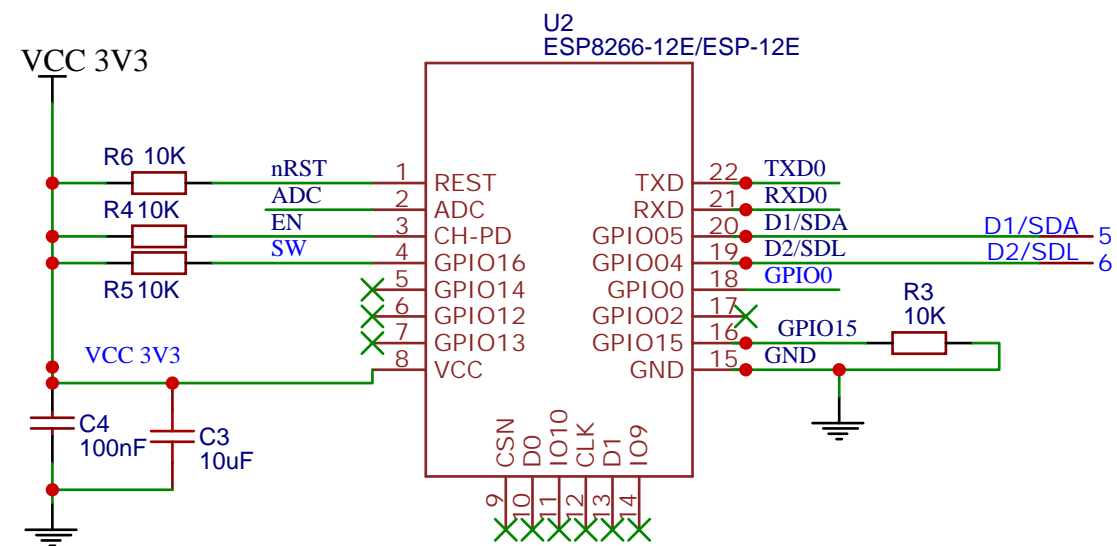 U2
ESP8266-12E/ESP-12E
VCC 3V3
R6 10K
nRST
1
REST
ADC
2
ADC
R4 10K
EN
3
CH-PD
SW
4
GPIO16
R5 10K
5
GPIO14
6
GPIO12
7
GPIO13
VCC 3V3
8
VCC
TXD
22
TXD0
RXD
21
RXD0
GPIO05
20
D1/SDA
D1/SDA
5
GPIO04
19
D2/SDL
D2/SDL
6
GPIO0
18
GPIO0
GPIO02
17
R3
10K
GPIO15
16
GPIO15
GND
15
GND
C4
100nF
C3
10uF
CSN
D0
IO10
CLK
D1
IO9
9
10
11
12
13
14